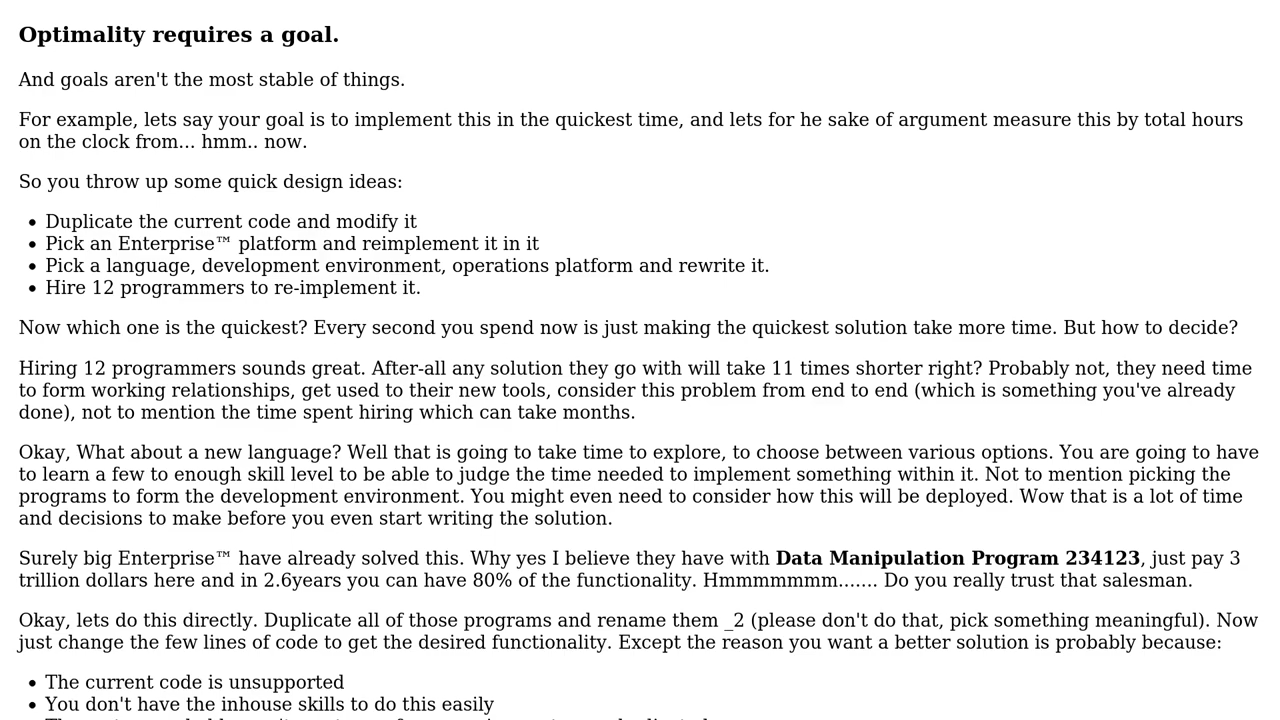 Optimality requires a goal.
And goals aren't the most stable of things.
For example, lets say your goal is to implement this in the quickest time, and lets for he sake of argument measure this by total hours
on the clock from... hmm.. now.
So you throw up some quick design ideas:
• Duplicate the current code and modify it
• Pick an Enterprise™ platform and reimplement it in it
• Pick a language, development environment, operations platform and rewrite it.
• Hire 12 programmers to re-implement it.
Now which one is the quickest? Every second you spend now is just making the quickest solution take more time. But how to decide?
Hiring 12 programmers sounds great. After-all any solution they go with will take 11 times shorter right? Probably not, they need time
to form working relationships, get used to their new tools, consider this problem from end to end (which is something you've already
done), not to mention the time spent hiring which can take months.
Okay, What about a new language? Well that is going to take time to explore, to choose between various options. You are going to have
to learn a few to enough skill level to be able to judge the time needed to implement something within it. Not to mention picking the
programs to form the development environment. You might even need to consider how this will be deployed. Wow that is a lot of time
and decisions to make before you even start writing the solution.
Surely big Enterprise™ have already solved this. Why yes I believe they have with Data Manipulation Program 234123, just pay 3
trillion dollars here and in 2.6years you can have 80% of the functionality. Hmmmmmmm....... Do you really trust that salesman.
Okay, lets do this directly. Duplicate all of those programs and rename them _2 (please don't do that, pick something meaningful). Now
just change the few lines of code to get the desired functionality. Except the reason you want a better solution is probably because:
• The current code is unsupported
• You don't have the inhouse skills to do this easily